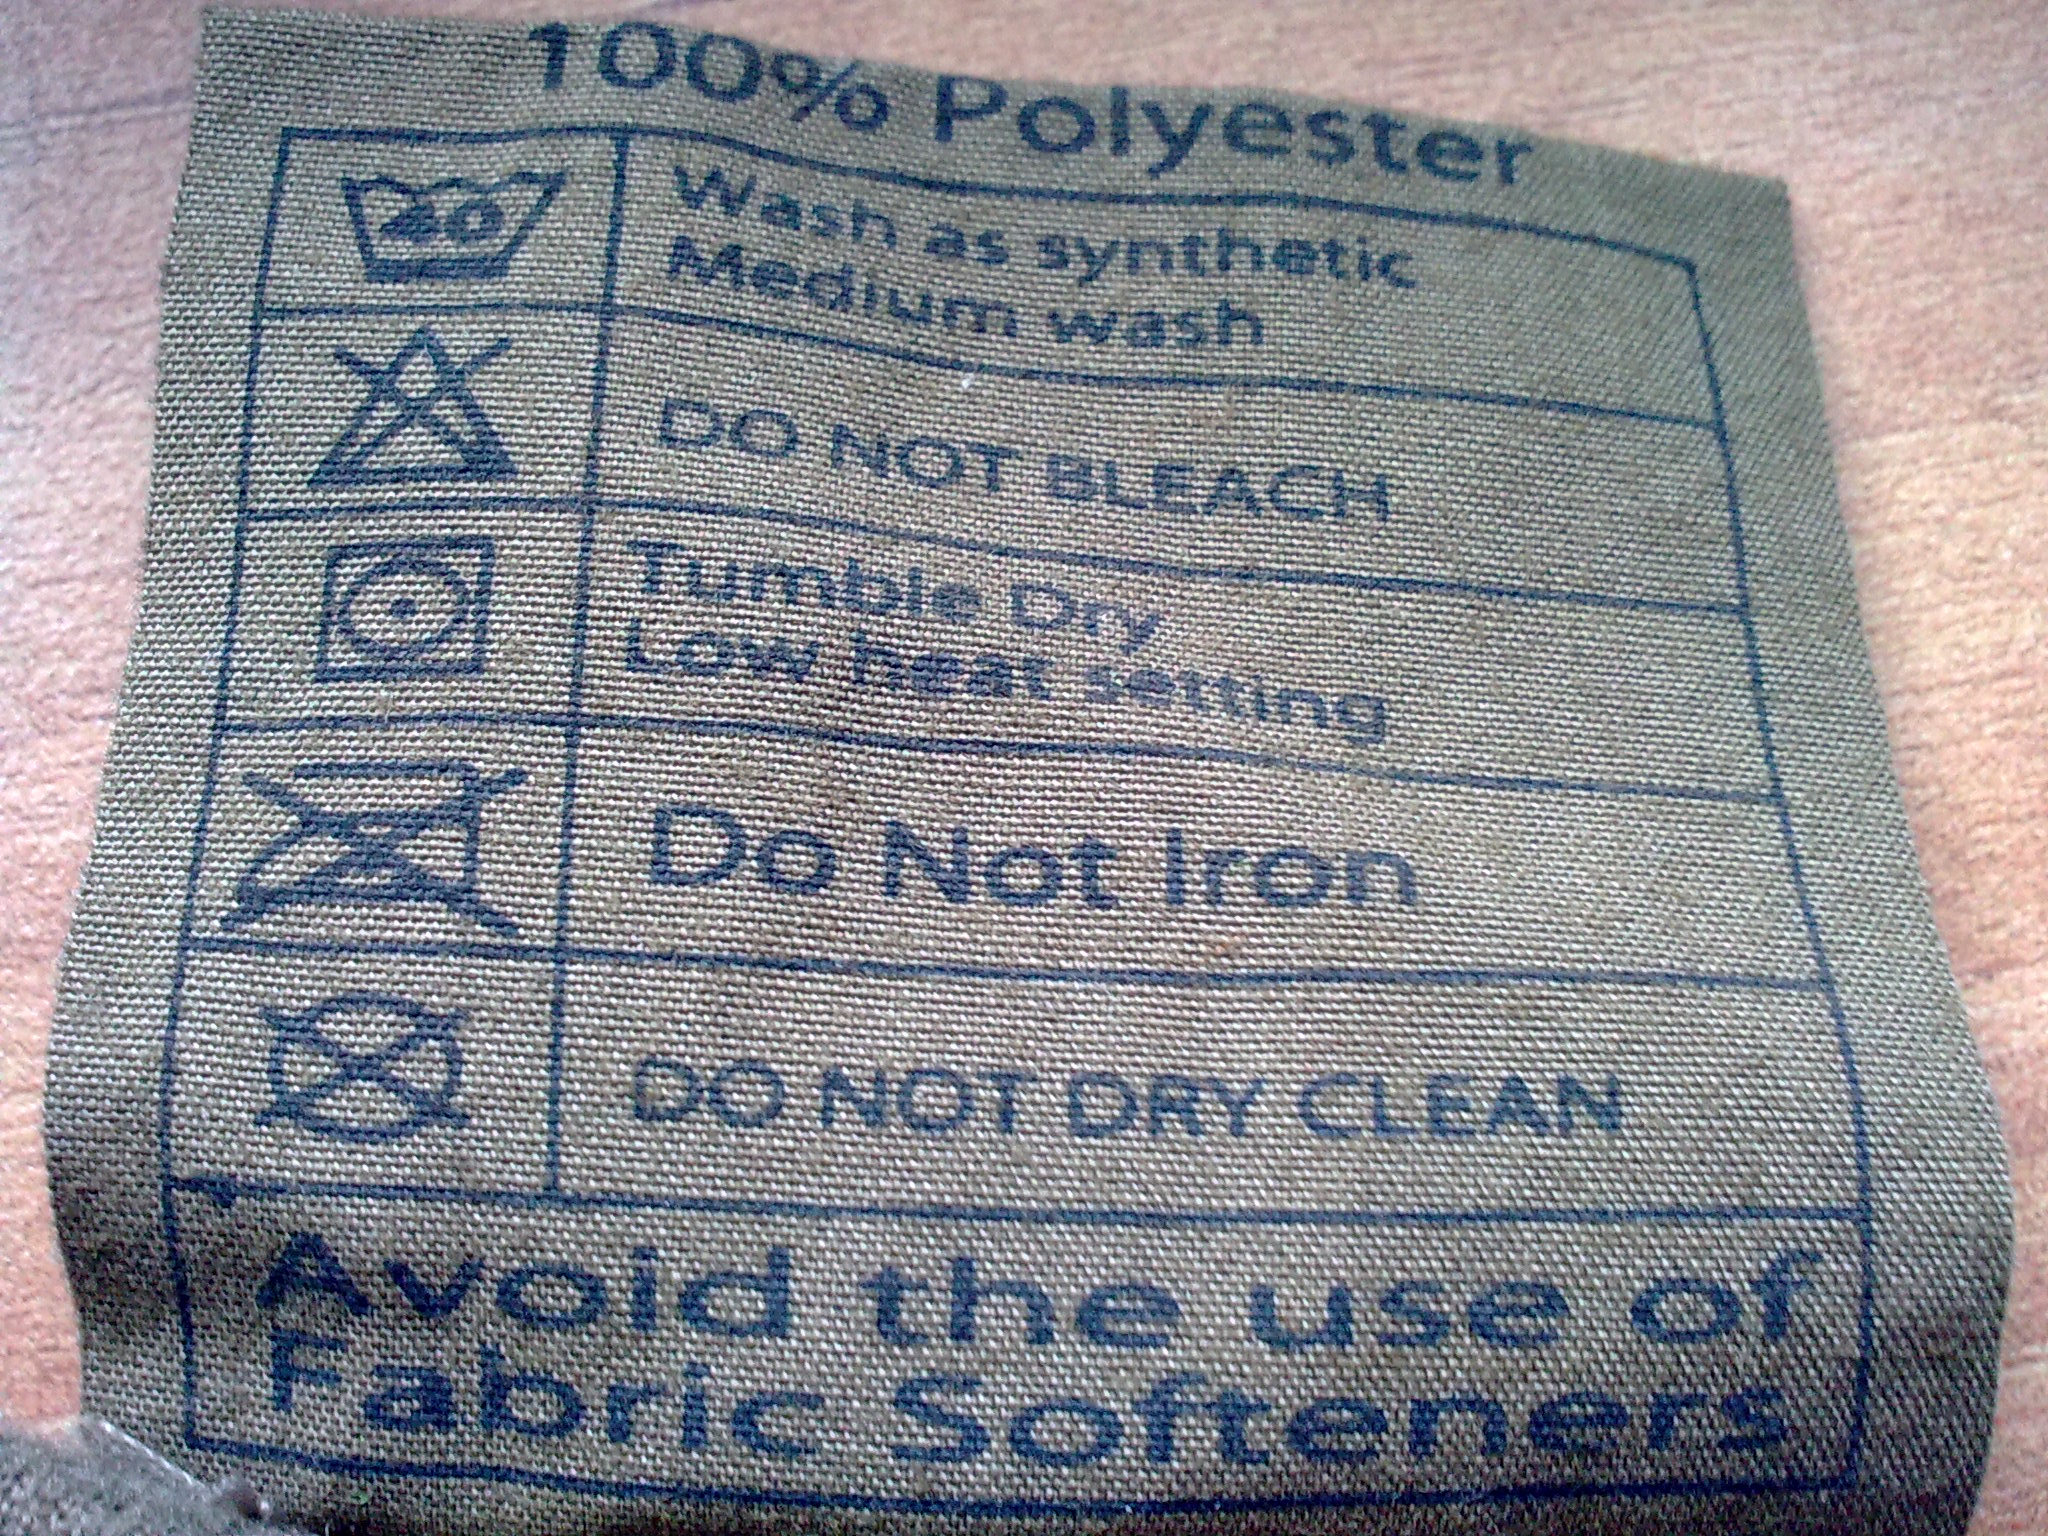 100% Polyester
40
Wash as synthetic
Medium wash
DO NOT BLEACH
Tumble Dry
Low heat setting
Do Not Iron
DO NOT DRY CLEAN
Avoid the use of
Fabric Softeners